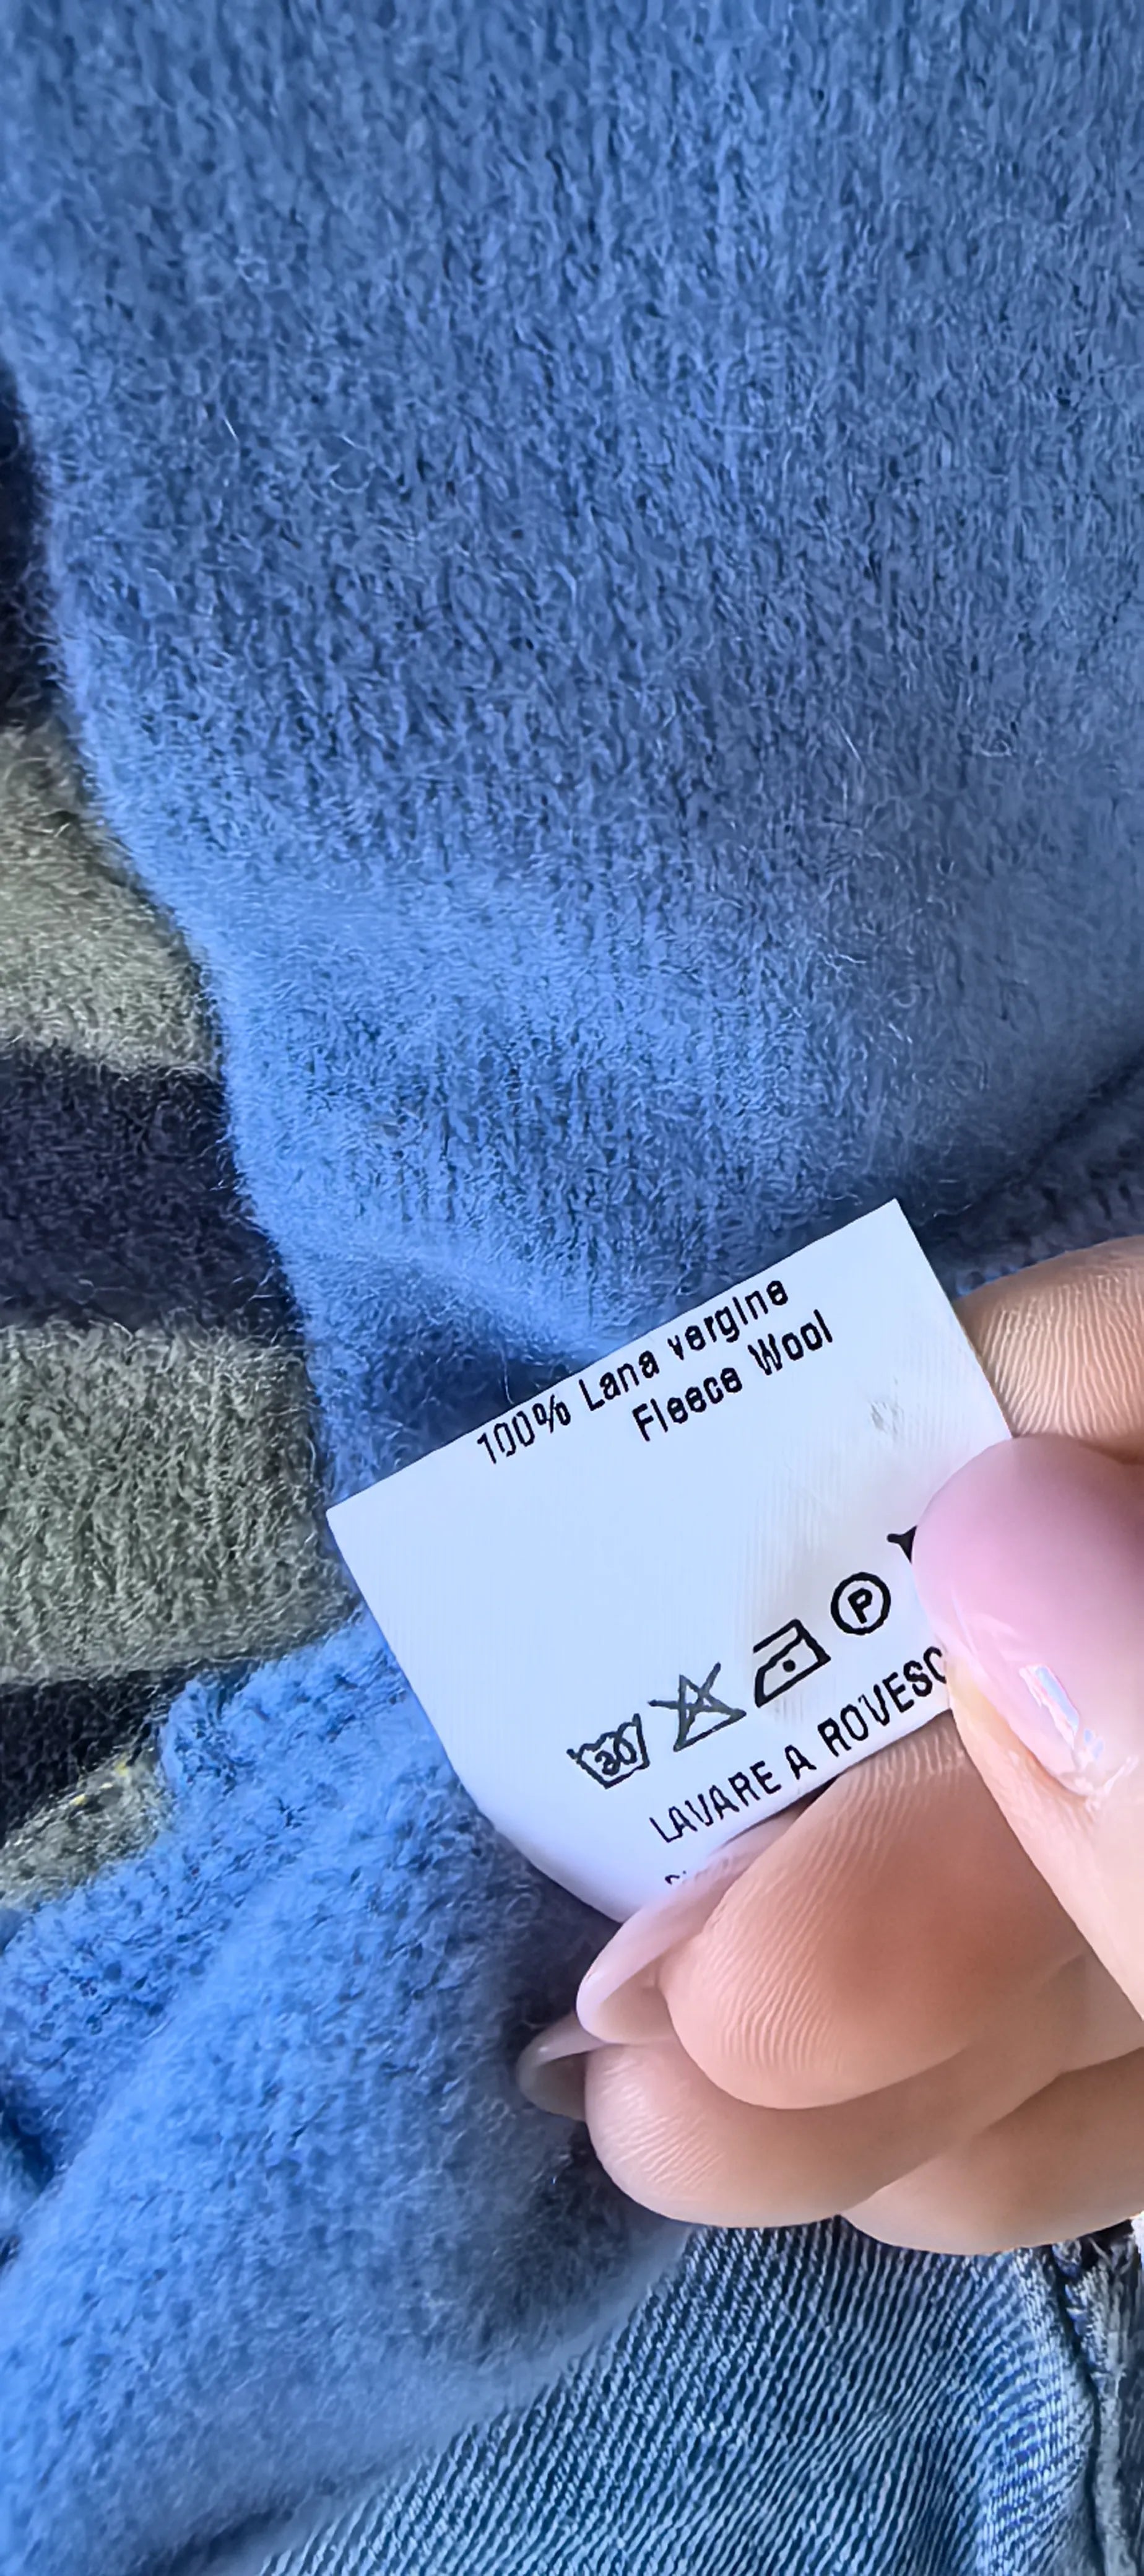 100% Lana vergine
Fleece Wool
30 P
LAVARE A ROVESC